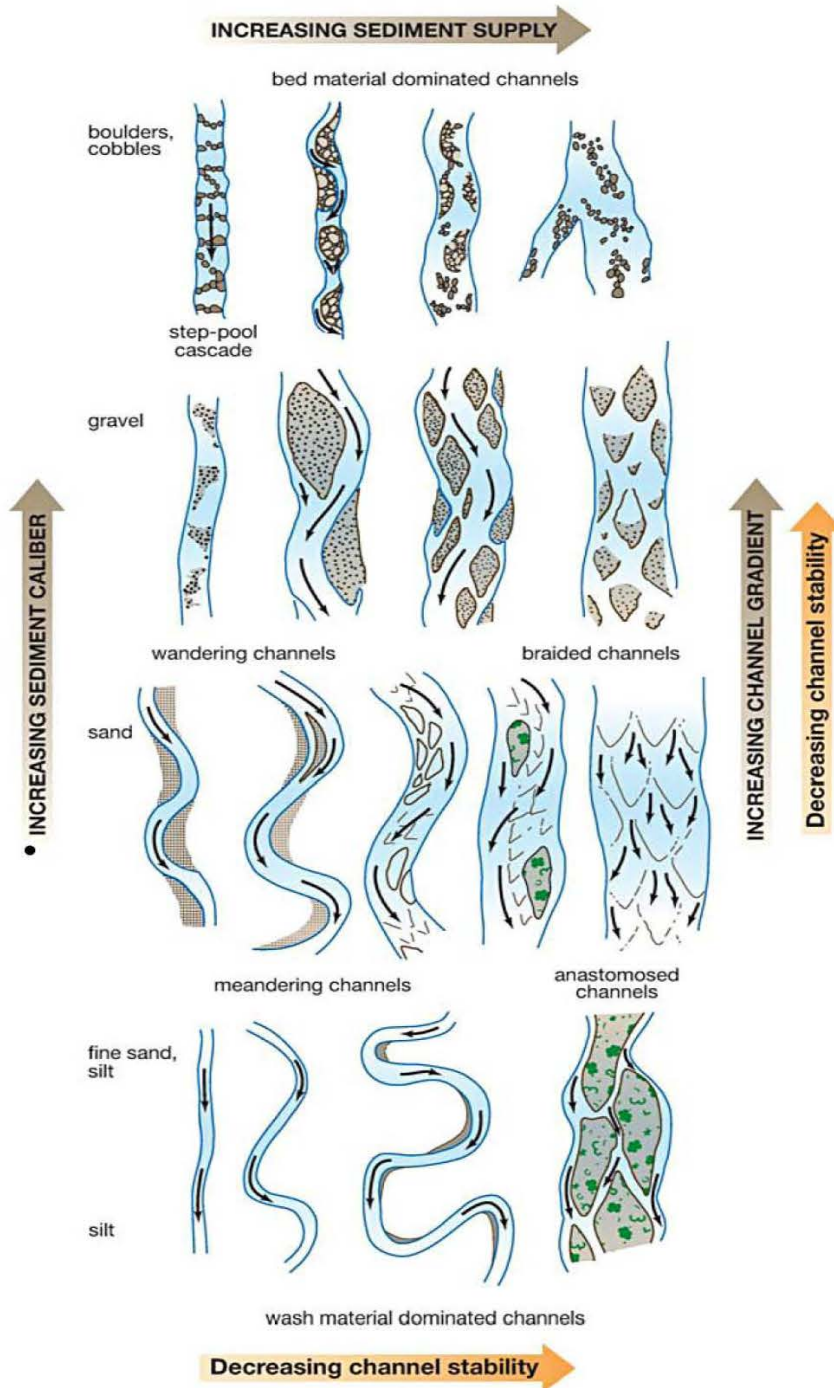 INCREASING SEDIMENT SUPPLY
bed material dominated channels
boulders,
cobbles
step-pool
cascade
gravel
INCREASING SEDIMENT CALIBER
INCREASING CHANNEL GRADIENT
Decreasing channel stability
wandering channels
braided channels
sand
meandering channels
anastomosed
channels
fine sand,
silt
silt
wash material dominated channels
Decreasing channel stability